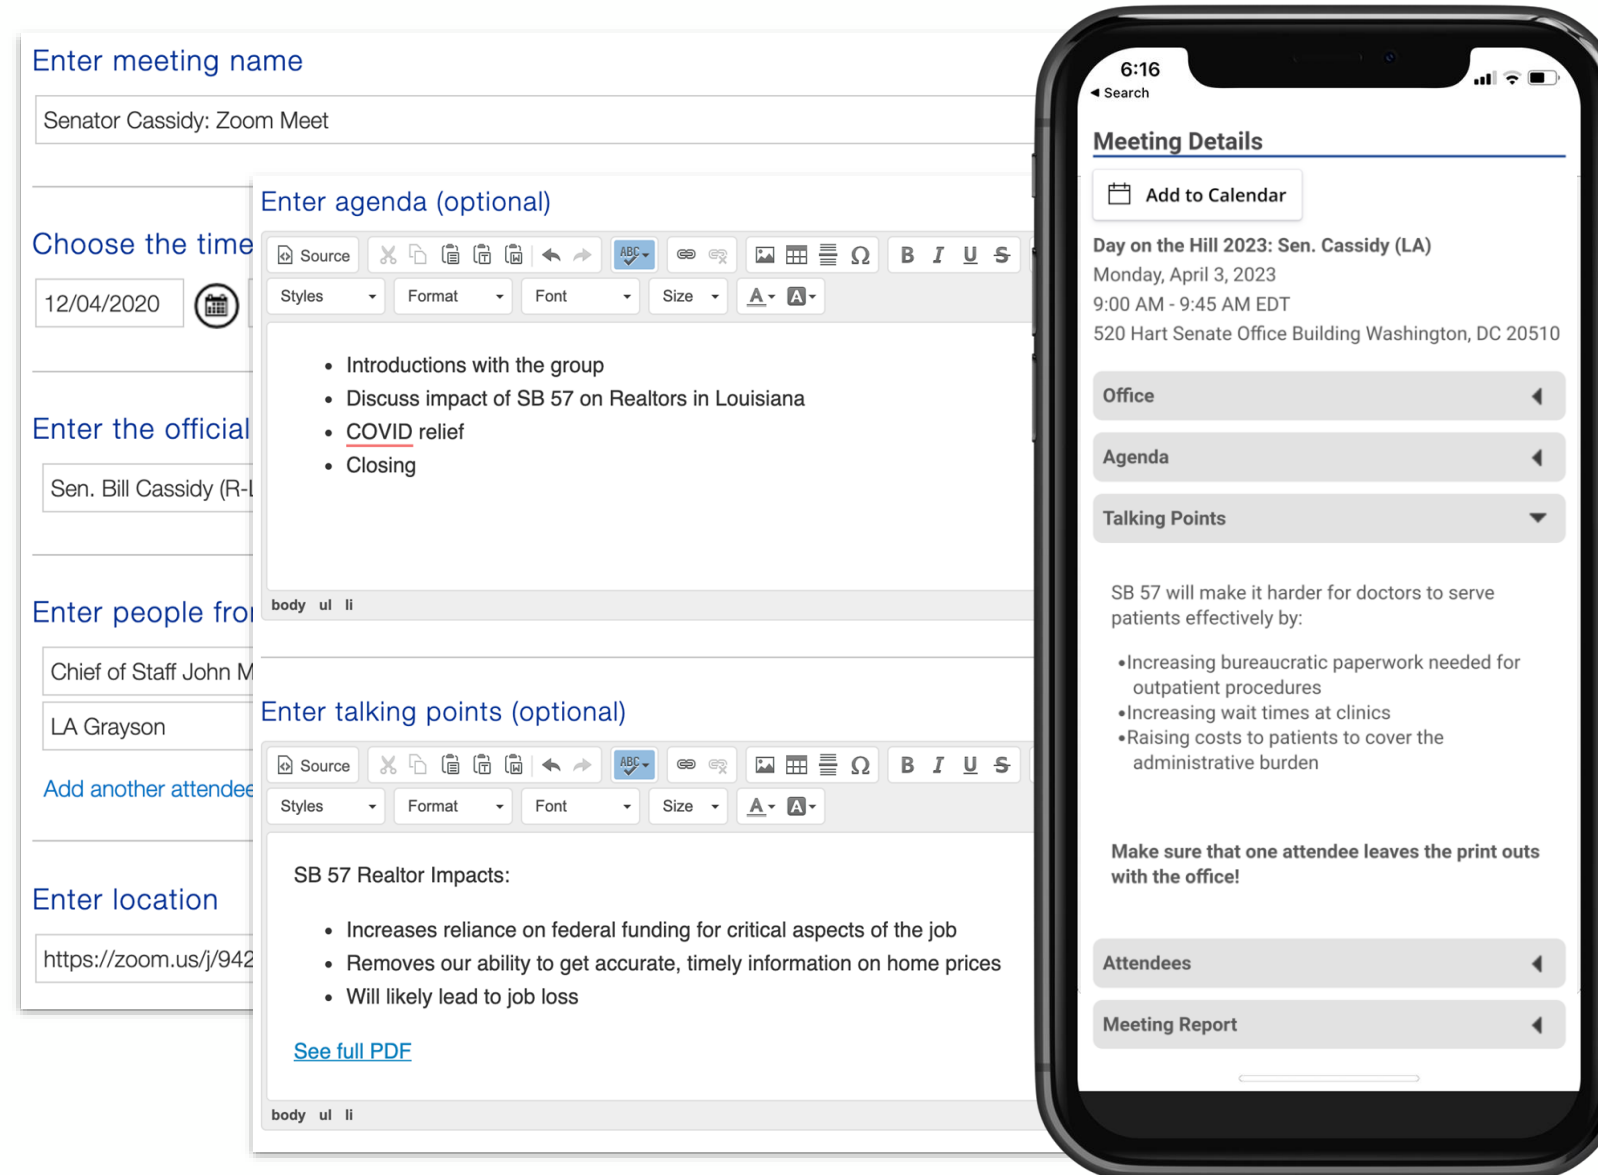 Enter meeting name
Senator Cassidy: Zoom Meet
Choose the time
12/04/2020
Enter the official
Sen. Bill Cassidy (R-L
Enter people fro
Chief of Staff John M
LA Grayson
Add another attendee
Enter location
https://zoom.us/j/942
Enter agenda (optional)
Source ABC Ω B I U S
Styles Format Font Size A A
• Introductions with the group
• Discuss impact of SB 57 on Realtors in Louisiana
• COVID relief
• Closing
body ul li
Enter talking points (optional)
Source ABC Ω B I U S
Styles Format Font Size A A
SB 57 Realtor Impacts:
• Increases reliance on federal funding for critical aspects of the job
• Removes our ability to get accurate, timely information on home prices
• Will likely lead to job loss
See full PDF
body ul li
6:16
Search
Meeting Details
Add to Calendar
Day on the Hill 2023: Sen. Cassidy (LA)
Monday, April 3, 2023
9:00 AM - 9:45 AM EDT
520 Hart Senate Office Building Washington, DC 20510
Office
Agenda
Talking Points
SB 57 will make it harder for doctors to serve
patients effectively by:
•Increasing bureaucratic paperwork needed for
outpatient procedures
•Increasing wait times at clinics
•Raising costs to patients to cover the
administrative burden
Make sure that one attendee leaves the print outs
with the office!
Attendees
Meeting Report